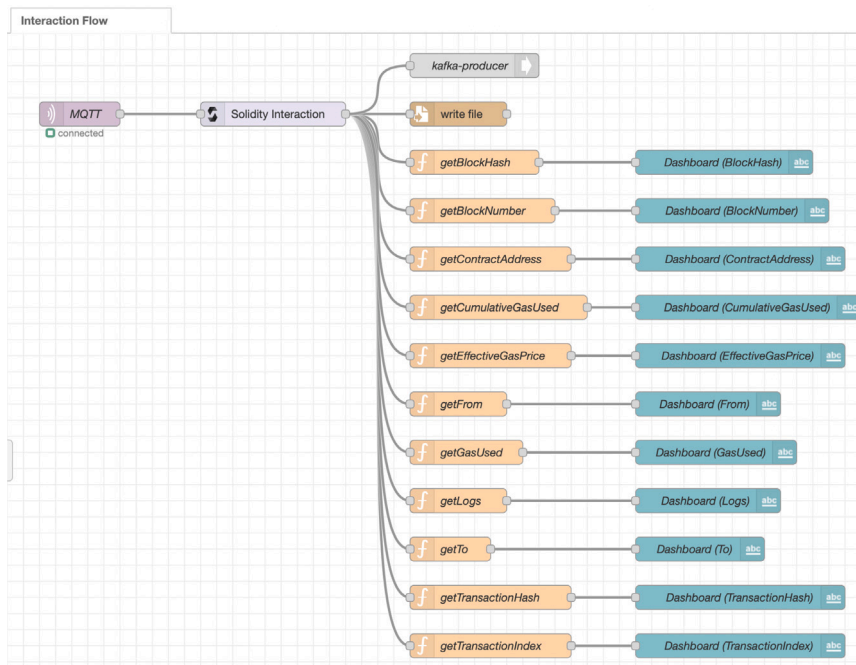 Interaction Flow
kafka-producer
MQTT
Solidity Interaction
write file
connected
getBlockHash
Dashboard (BlockHash)
abc
getBlockNumber
Dashboard (BlockNumber)
abc
getContractAddress
Dashboard (ContractAddress)
abc
getCumulativeGasUsed
Dashboard (CumulativeGasUsed)
abc
getEffectiveGasPrice
Dashboard (EffectiveGasPrice)
abc
getFrom
Dashboard (From)
abc
getGasUsed
Dashboard (GasUsed)
abc
getLogs
Dashboard (Logs)
abc
getTo
Dashboard (To)
abc
getTransactionHash
Dashboard (TransactionHash)
abc
getTransactionIndex
Dashboard (TransactionIndex)
abc